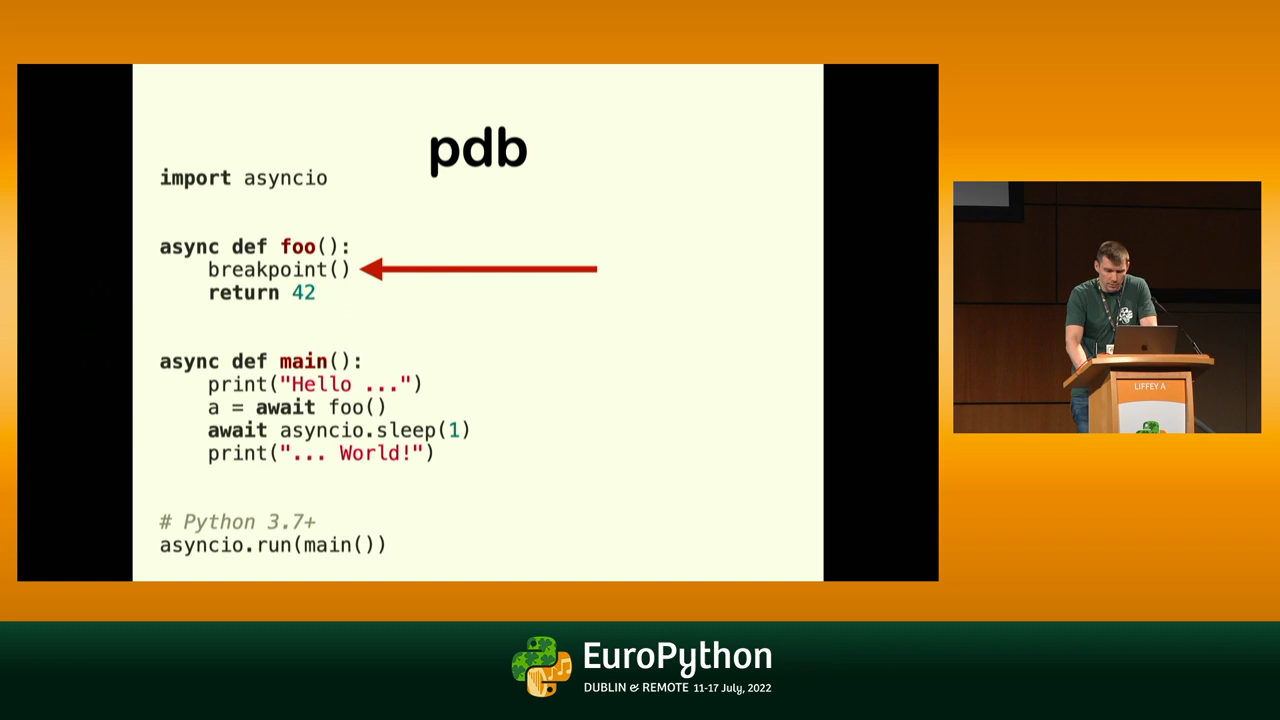 pdb
import asyncio
async def foo():
breakpoint()
return 42
async def main():
print("Hello ...")
a = await foo()
await asyncio.sleep(1)
print("... World!")
# Python 3.7+
asyncio.run(main())
LIFFEY A
EuroPython
DUBLIN & REMOTE 11-17 July, 2022